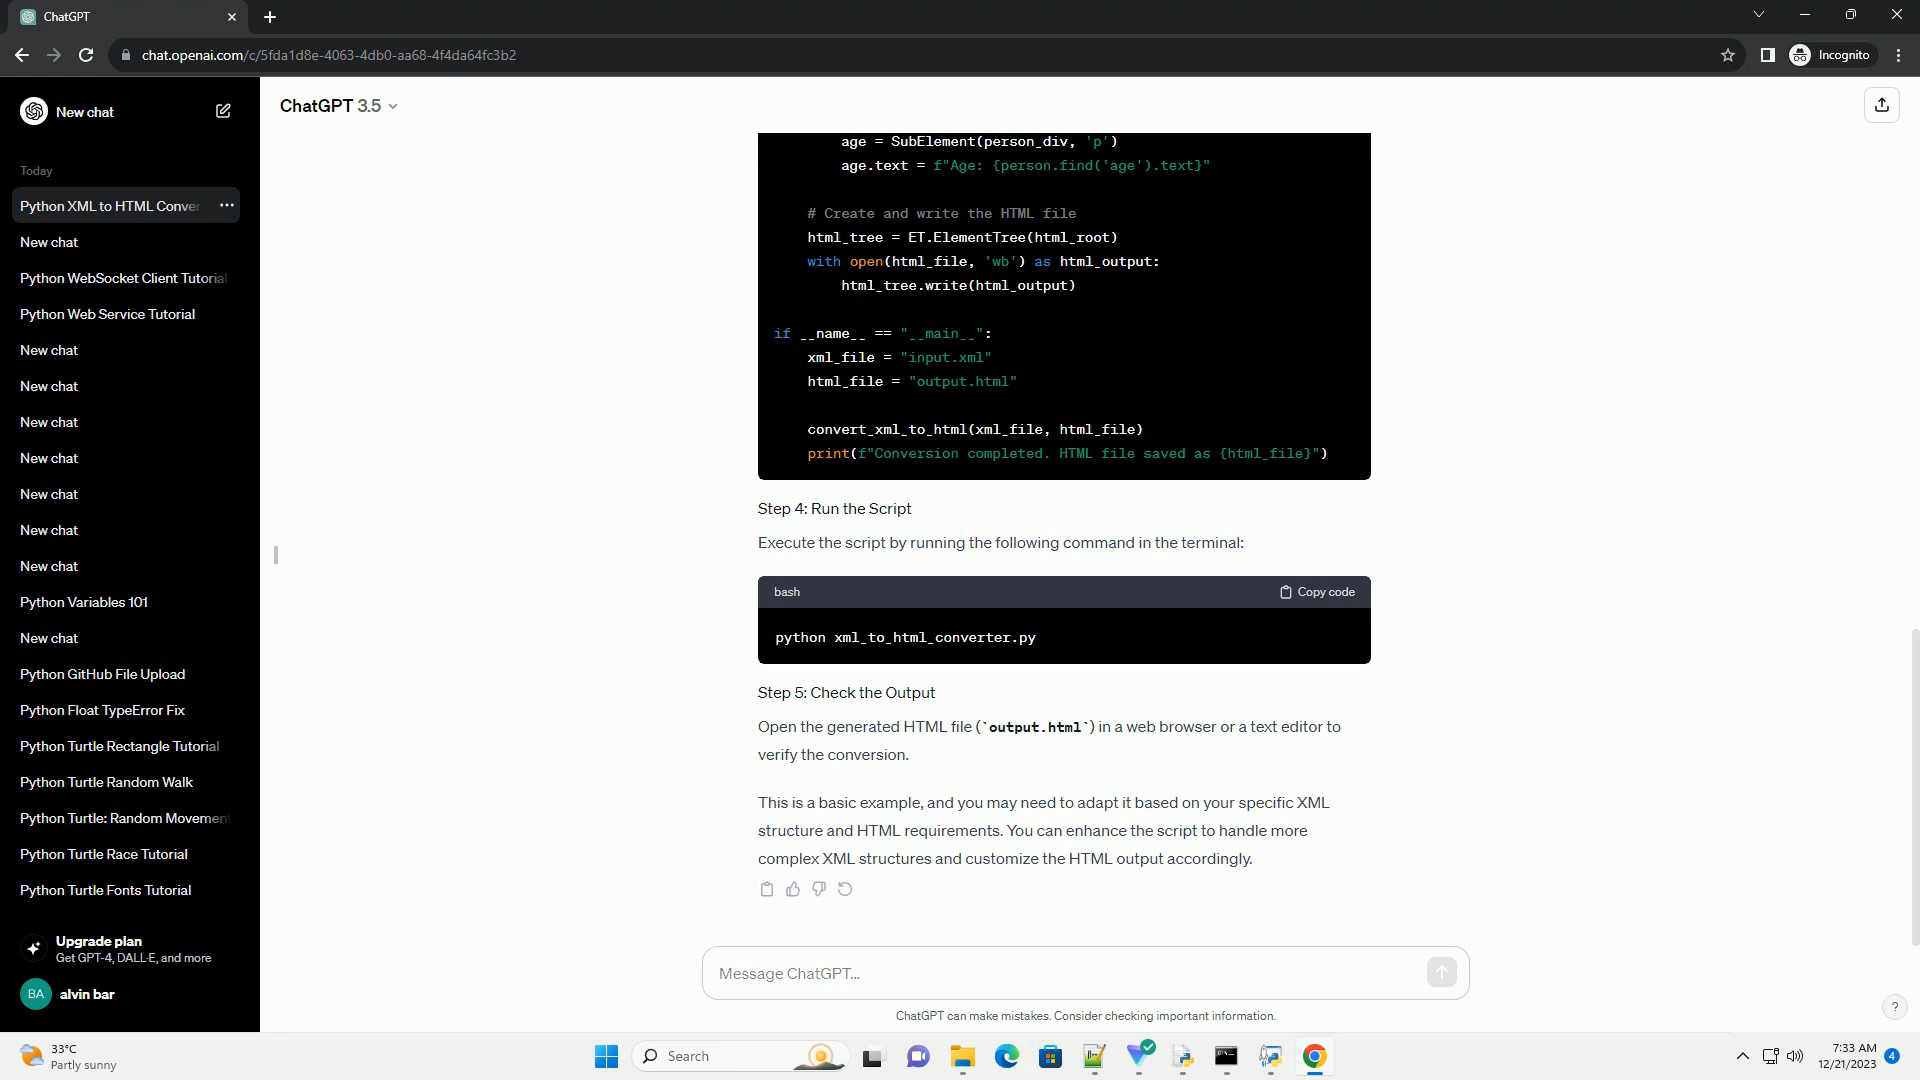 ChatGPT
chat.openai.com/c/5fda1d8e-4063-4db0-aa68-4f4da64fc3b2
Incognito
New chat
Today
Python XML to HTML Conver
New chat
Python WebSocket Client Tutorial
Python Web Service Tutorial
New chat
New chat
New chat
New chat
New chat
New chat
New chat
Python Variables 101
New chat
Python GitHub File Upload
Python Float TypeError Fix
Python Turtle Rectangle Tutorial
Python Turtle Random Walk
Python Turtle: Random Movement
Python Turtle Race Tutorial
Python Turtle Fonts Tutorial
Upgrade plan
Get GPT-4, DALL·E, and more
BA
alvin bar
ChatGPT 3.5
age = SubElement(person_div, 'p')
age.text = f"Age: {person.find('age').text}"
# Create and write the HTML file
html_tree = ET.ElementTree(html_root)
with open(html_file, 'wb') as html_output:
html_tree.write(html_output)
if __name__ == "__main__":
xml_file = "input.xml"
html_file = "output.html"
convert_xml_to_html(xml_file, html_file)
print(f"Conversion completed. HTML file saved as {html_file}")
Step 4: Run the Script
Execute the script by running the following command in the terminal:
bash
Copy code
python xml_to_html_converter.py
Step 5: Check the Output
Open the generated HTML file (`output.html`) in a web browser or a text editor to
verify the conversion.
This is a basic example, and you may need to adapt it based on your specific XML
structure and HTML requirements. You can enhance the script to handle more
complex XML structures and customize the HTML output accordingly.
Message ChatGPT...
ChatGPT can make mistakes. Consider checking important information.
?
33°C
Partly sunny
Search
7:33 AM
12/21/2023
4